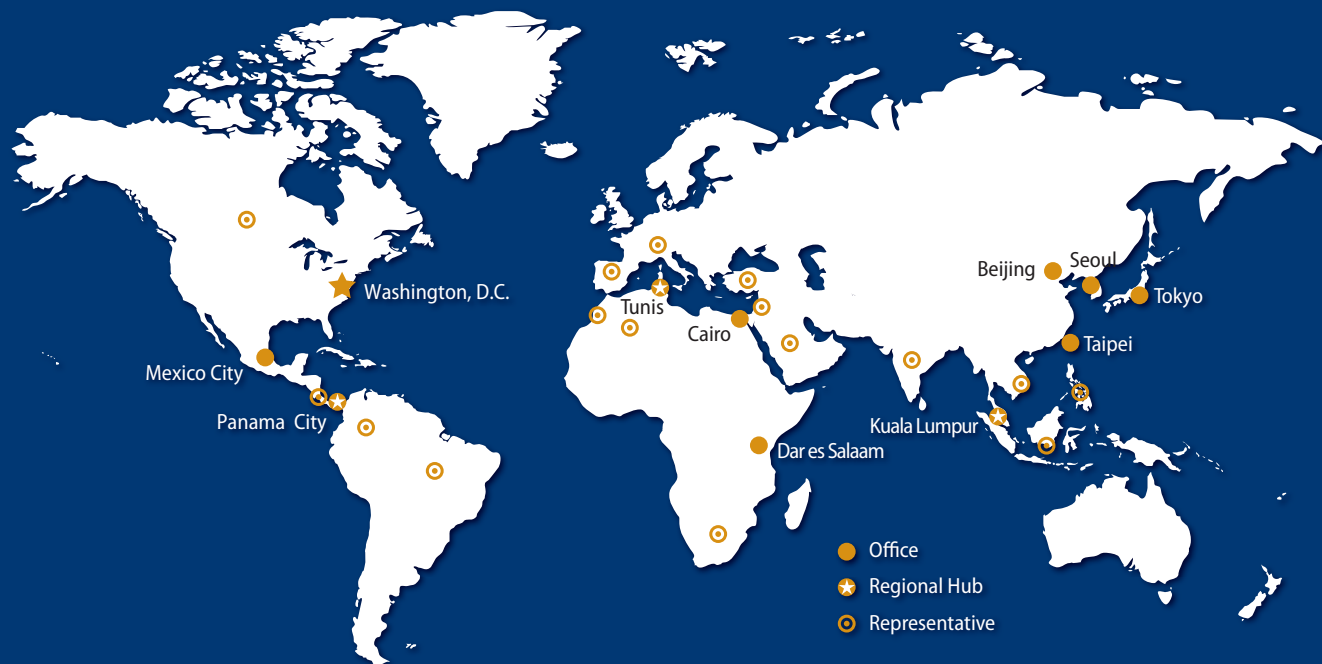 Washington, D.C.
Mexico City
Panama City
Tunis
Cairo
Dar es Salaam
Beijing
Seoul
Tokyo
Taipei
Kuala Lumpur
Office
Regional Hub
Representative